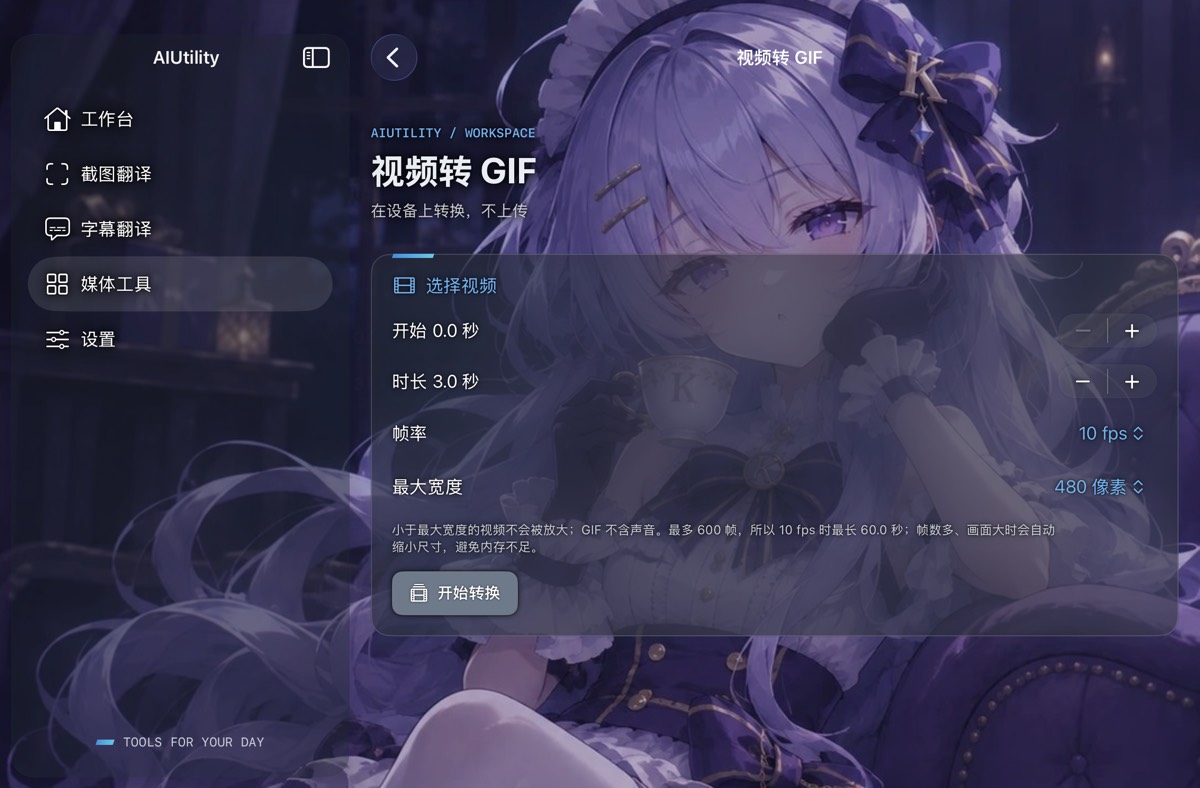 AIUtility
视频转 GIF
工作台
截图翻译
字幕翻译
媒体工具
设置
TOOLS FOR YOUR DAY
AIUTILITY / WORKSPACE
视频转 GIF
在设备上转换，不上传
选择视频
开始 0.0 秒
时长 3.0 秒
帧率
10 fps
最大宽度
480 像素
小于最大宽度的视频不会被放大；GIF 不含声音。最多 600 帧，所以 10 fps 时最长 60.0 秒；帧数多、画面大时会自动
缩小尺寸，避免内存不足。
开始转换
K
K